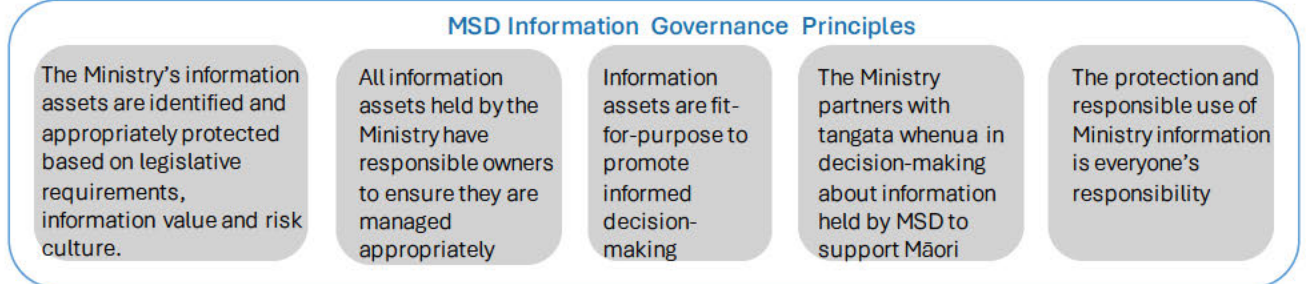 MSD Information Governance Principles
The Ministry's information
assets are identified and
appropriately protected
based on legislative
requirements,
information value and risk
culture.
All information
assets held by the
Ministry have
responsible owners
to ensure they are
managed
appropriately
Information
assets are fit-
for-purpose to
promote
informed
decision-
making
The Ministry
partners with
tangata whenua in
decision-making
about information
held by MSD to
support Māori
The protection and
responsible use of
Ministry information
is everyone's
responsibility